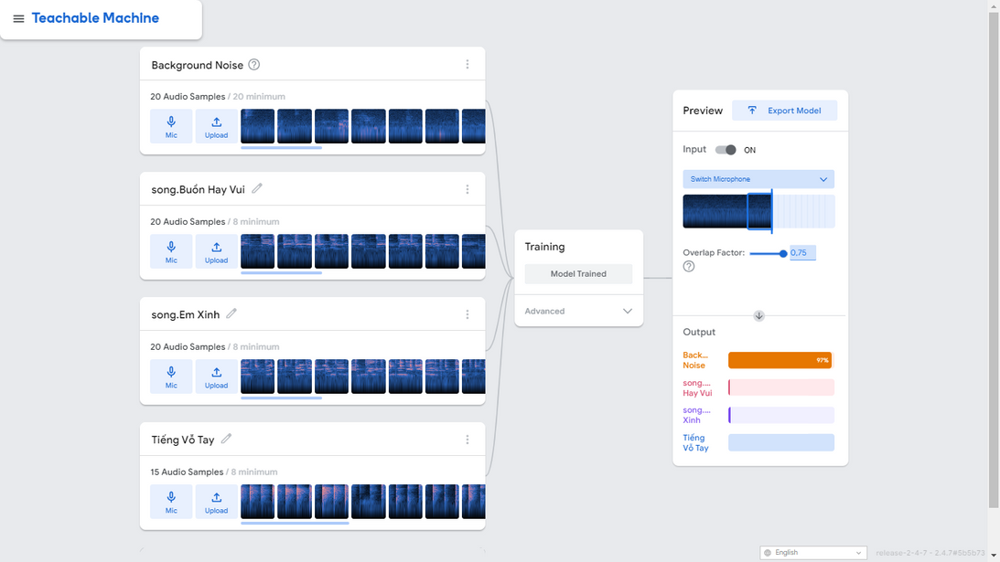 Teachable Machine
Background Noise
20 Audio Samples / 20 minimum
Mic
Upload
song.Buồn Hay Vui
20 Audio Samples / 8 minimum
Mic
Upload
song.Em Xinh
20 Audio Samples / 8 minimum
Mic
Upload
Tiếng Vỗ Tay
15 Audio Samples / 8 minimum
Mic
Upload
Training
Model Trained
Advanced
Preview
Export Model
Input
ON
Switch Microphone
Overlap Factor:
0,75
Output
Back...
Noise
97%
song....
Hay Vui
song....
Xinh
Tiếng
Vỗ Tay
English
release-2-4-7 - 2.4.7#5b5b73